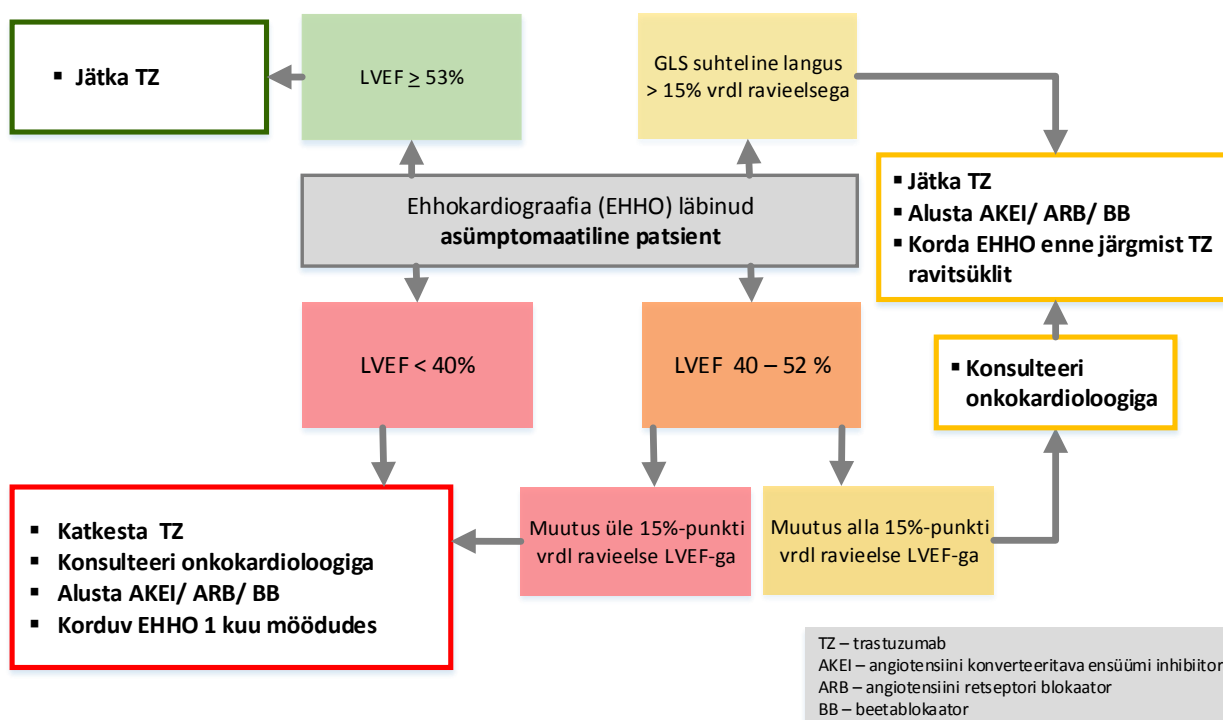 ▪ Jätka TZ
LVEF ≥ 53%
GLS suhteline langus
> 15% vrdl ravieelsega
Ehhokardiograafia (EHHO) läbinud
asümptomaatiline patsient
▪ Jätka TZ
▪ Alusta AKEI/ ARB/ BB
▪ Korda EHHO enne järgmist TZ
ravitsüklit
LVEF < 40%
LVEF 40 – 52 %
▪ Konsulteeri
onkokardioloogiga
▪ Katkesta TZ
▪ Konsulteeri onkokardioloogiga
▪ Alusta AKEI/ ARB/ BB
▪ Korduv EHHO 1 kuu möödudes
Muutus üle 15%-punkti
vrdl ravieelse LVEF-ga
Muutus alla 15%-punkti
vrdl ravieelse LVEF-ga
TZ – trastuzumab
AKEI – angiotensiini konverteeritava ensüümi inhibiitor
ARB – angiotensiini retseptori blokaator
BB – beetablokaator